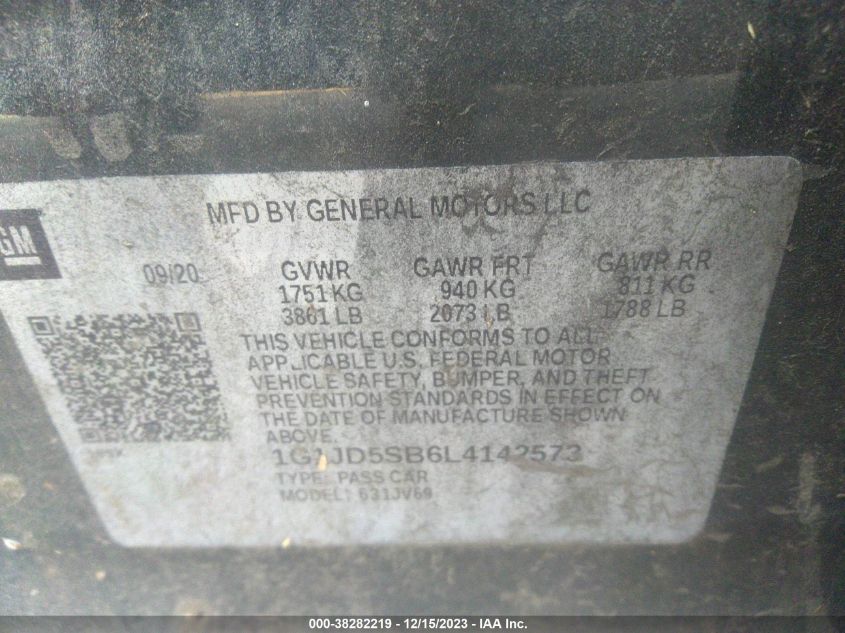 MFD BY GENERAL MOTORS LLC
GM
09/20 GVWR GAWR FRT GAWR RR
1751 KG 940 KG 811 KG
3861 LB 2073 LB 1788 LB
THIS VEHICLE CONFORMS TO ALL
APPLICABLE U.S. FEDERAL MOTOR
VEHICLE SAFETY, BUMPER, AND THEFT
PREVENTION STANDARDS IN EFFECT ON
THE DATE OF MANUFACTURE SHOWN
ABOVE.
1G1JD5SB6L4142573
TYPE: PASS CAR
MODEL: 631JV69
000-38282219 - 12/15/2023 - IAA Inc.